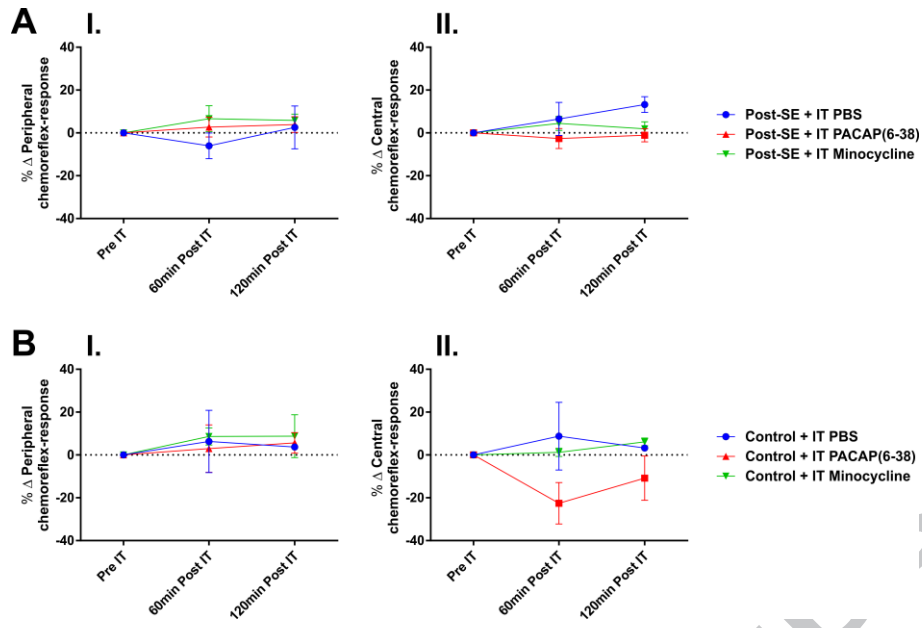 A
I.
II.
% Δ Peripheral
chemoreflex-response
40
20
0
-20
-40
Pre IT
60min Post IT
120min Post IT
% Δ Central
chemoreflex-response
40
20
0
-20
-40
Pre IT
60min Post IT
120min Post IT
Post-SE + IT PBS
Post-SE + IT PACAP(6-38)
Post-SE + IT Minocycline
B
I.
II.
% Δ Peripheral
chemoreflex-response
40
20
0
-20
-40
Pre IT
60min Post IT
120min Post IT
% Δ Central
chemoreflex-response
40
20
0
-20
-40
Pre IT
60min Post IT
120min Post IT
Control + IT PBS
Control + IT PACAP(6-38)
Control + IT Minocycline